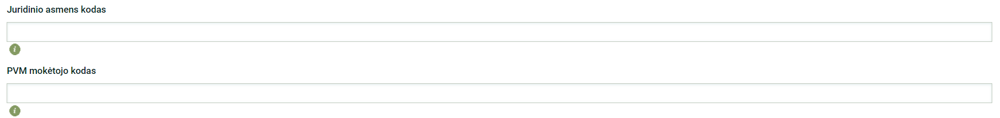 Juridinio asmens kodas
i
PVM mokėtojo kodas
i